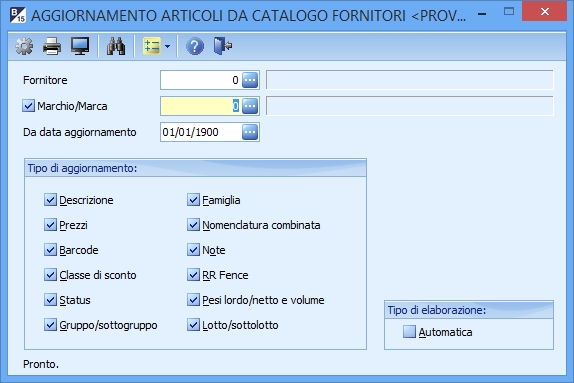 B 15 AGGIORNAMENTO ARTICOLI DA CATALOGO FORNITORI <PROV...
Fornitore 0
Marchio/Marca 0
Da data aggiornamento 01/01/1900
Tipo di aggiornamento:
Descrizione Famiglia
Prezzi Nomenclatura combinata
Barcode Note
Classe di sconto RR Fence
Status Pesi lordo/netto e volume
Gruppo/sottogruppo Lotto/sottolotto
Tipo di elaborazione:
Automatica
Pronto.